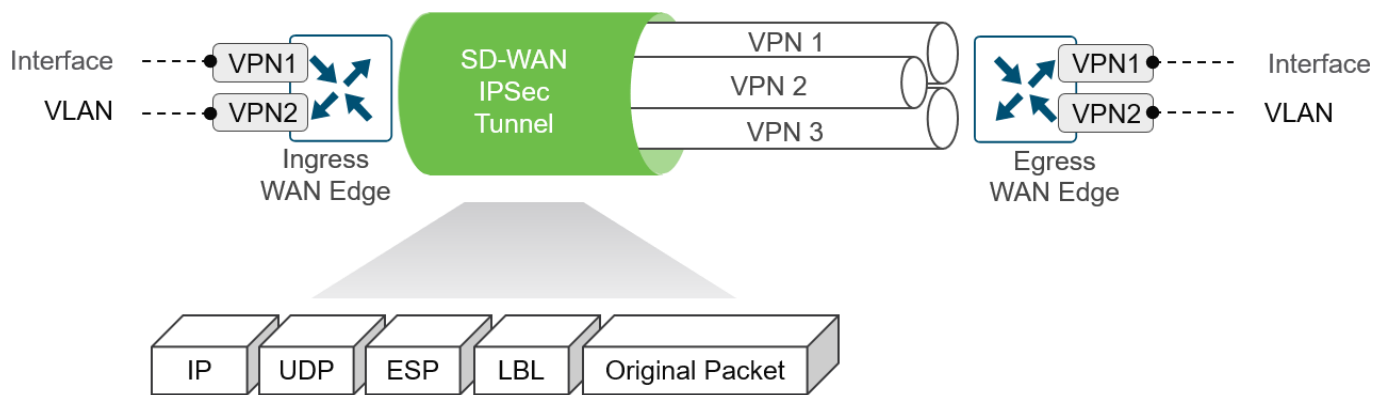 Interface
VLAN
VPN1
VPN2
Ingress
WAN Edge
SD-WAN
IPSec
Tunnel
VPN 1
VPN 2
VPN 3
VPN1
VPN2
Egress
WAN Edge
Interface
VLAN
IP
UDP
ESP
LBL
Original Packet